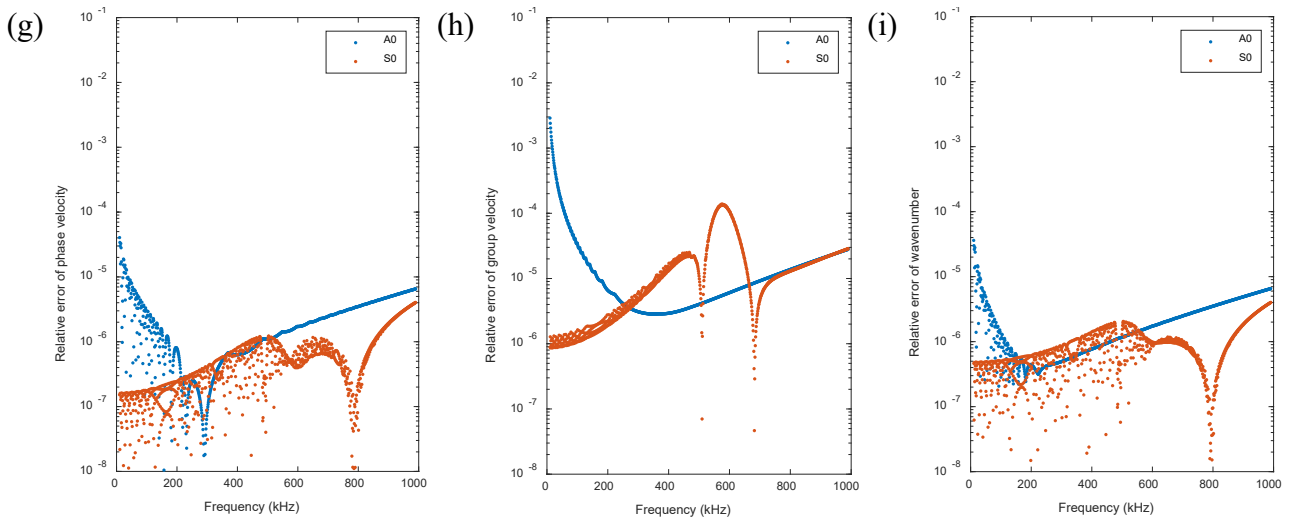 (g)
10^-1
10^-2
10^-3
10^-4
10^-5
10^-6
10^-7
10^-8
Relative error of phase velocity
A0
S0
0 200 400 600 800 1000
Frequency (kHz)
(h)
10^-1
10^-2
10^-3
10^-4
10^-5
10^-6
10^-7
10^-8
Relative error of group velocity
A0
S0
0 200 400 600 800 1000
Frequency (kHz)
(i)
10^-1
10^-2
10^-3
10^-4
10^-5
10^-6
10^-7
10^-8
Relative error of wavenumber
A0
S0
0 200 400 600 800 1000
Frequency (kHz)